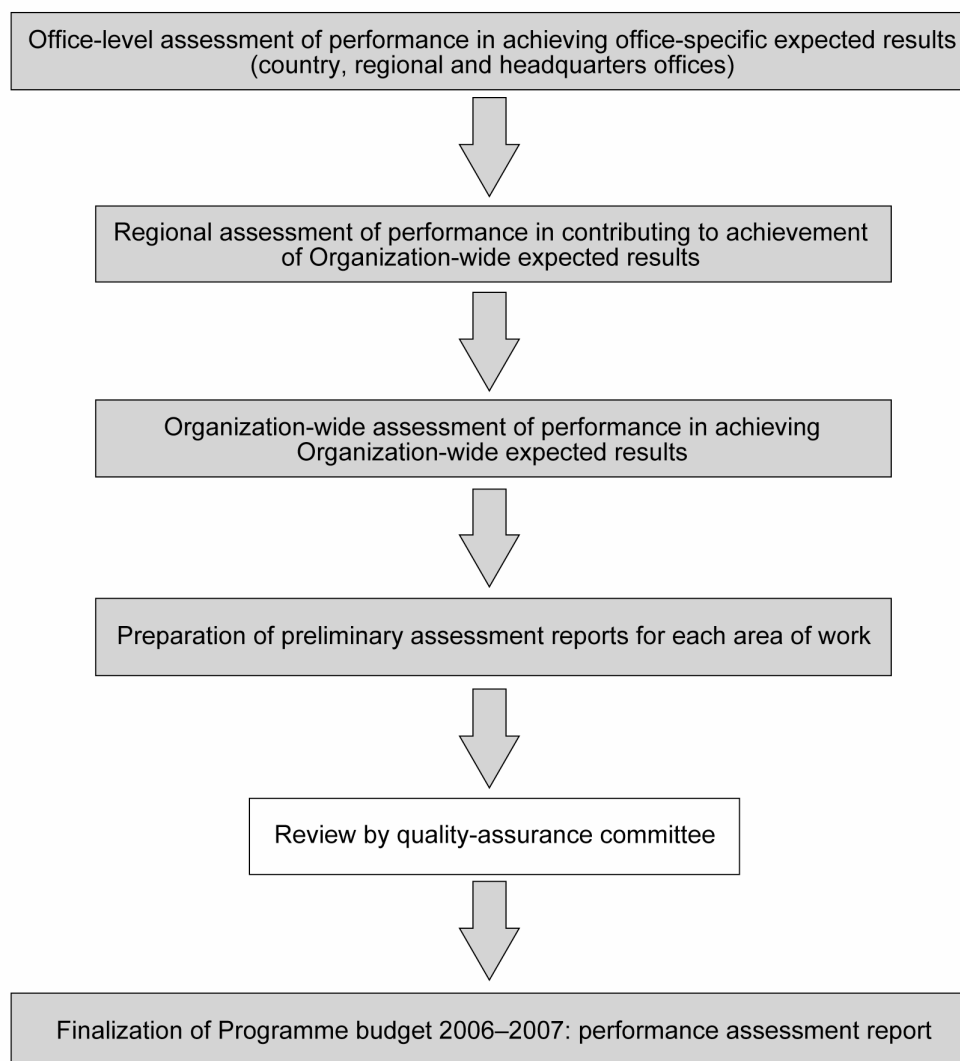 Office-level assessment of performance in achieving office-specific expected results
(country, regional and headquarters offices)
Regional assessment of performance in contributing to achievement
of Organization-wide expected results
Organization-wide assessment of performance in achieving
Organization-wide expected results
Preparation of preliminary assessment reports for each area of work
Review by quality-assurance committee
Finalization of Programme budget 2006–2007: performance assessment report